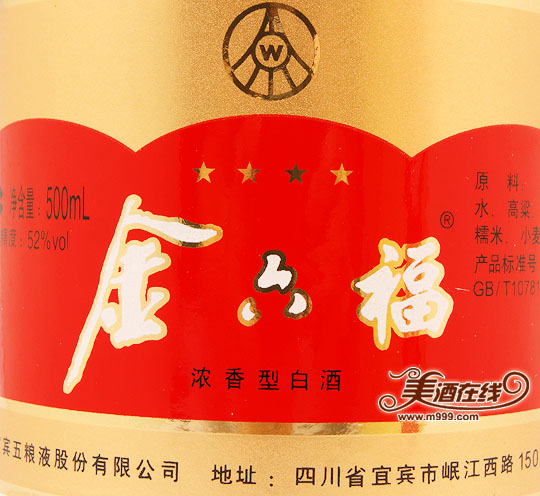 W
净含量：500mL
精度：52%vol
原 料：
水、高粱、
糯米、小麦
产品标准号
GB/T10781
金六福®
浓香型白酒
美酒在线
www.m999.com
宾五粮液股份有限公司 地址：四川省宜宾市岷江西路150